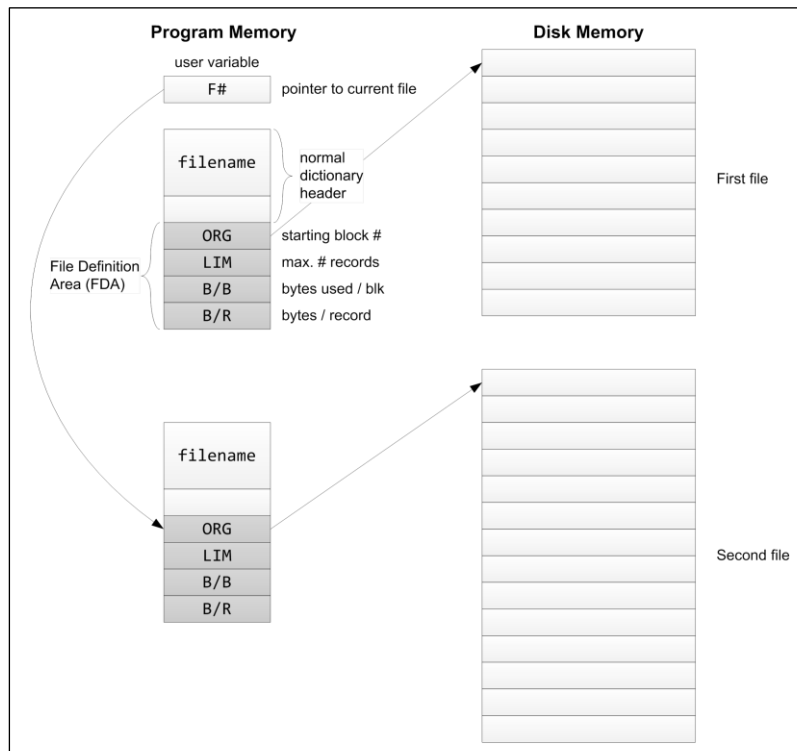 Program Memory
Disk Memory
user variable
F#
pointer to current file
filename
normal
dictionary
header
First file
File Definition
Area (FDA)
ORG
starting block #
LIM
max. # records
B/B
bytes used / blk
B/R
bytes / record
filename
ORG
LIM
B/B
B/R
Second file